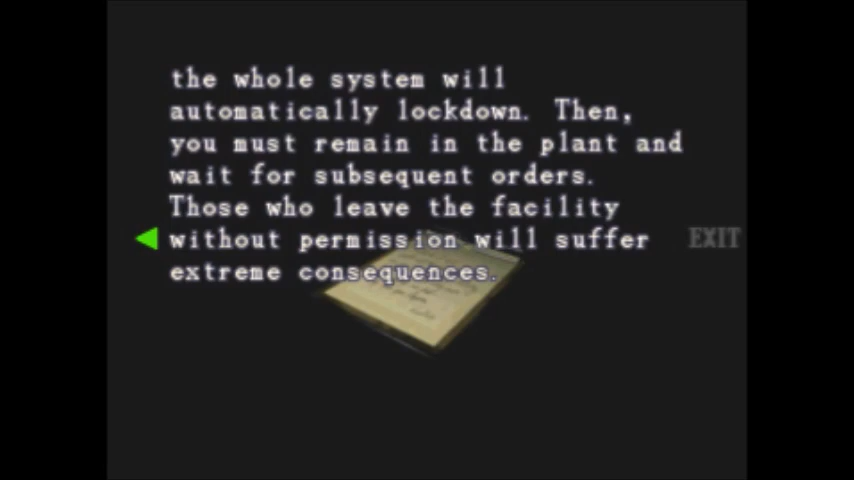 the whole system will
automatically lockdown. Then,
you must remain in the plant and
wait for subsequent orders.
Those who leave the facility
without permission will suffer
extreme consequences.
EXIT